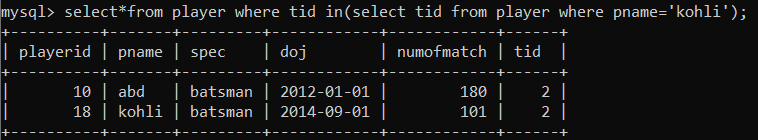 mysql> select*from player where tid in(select tid from player where pname='kohli');
+----------+-------+---------+------------+------------+------+
| playerid | pname | spec    | doj        | numofmatch | tid  |
+----------+-------+---------+------------+------------+------+
|       10 | abd   | batsman | 2012-01-01 |        180 |    2 |
|       18 | kohli | batsman | 2014-09-01 |        101 |    2 |
+----------+-------+---------+------------+------------+------+